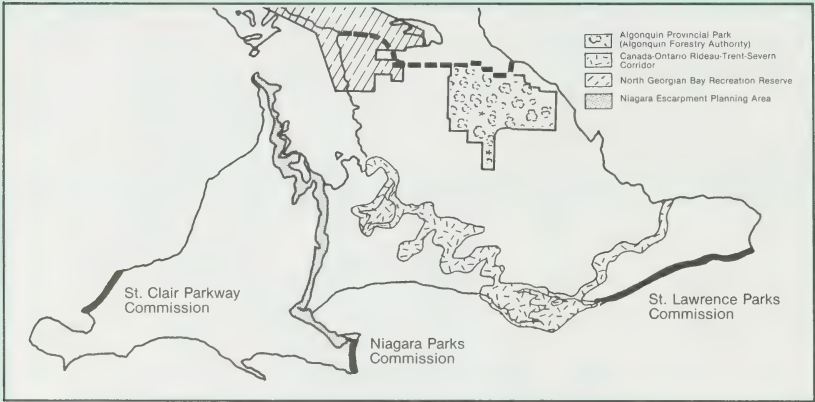 Algonquin Provincial Park
(Algonquin Forestry Authority)
Canada-Ontario Rideau-Trent-Severn
Corridor
North Georgian Bay Recreation Reserve
Niagara Escarpment Planning Area
St. Clair Parkway
Commission
Niagara Parks
Commission
St. Lawrence Parks
Commission